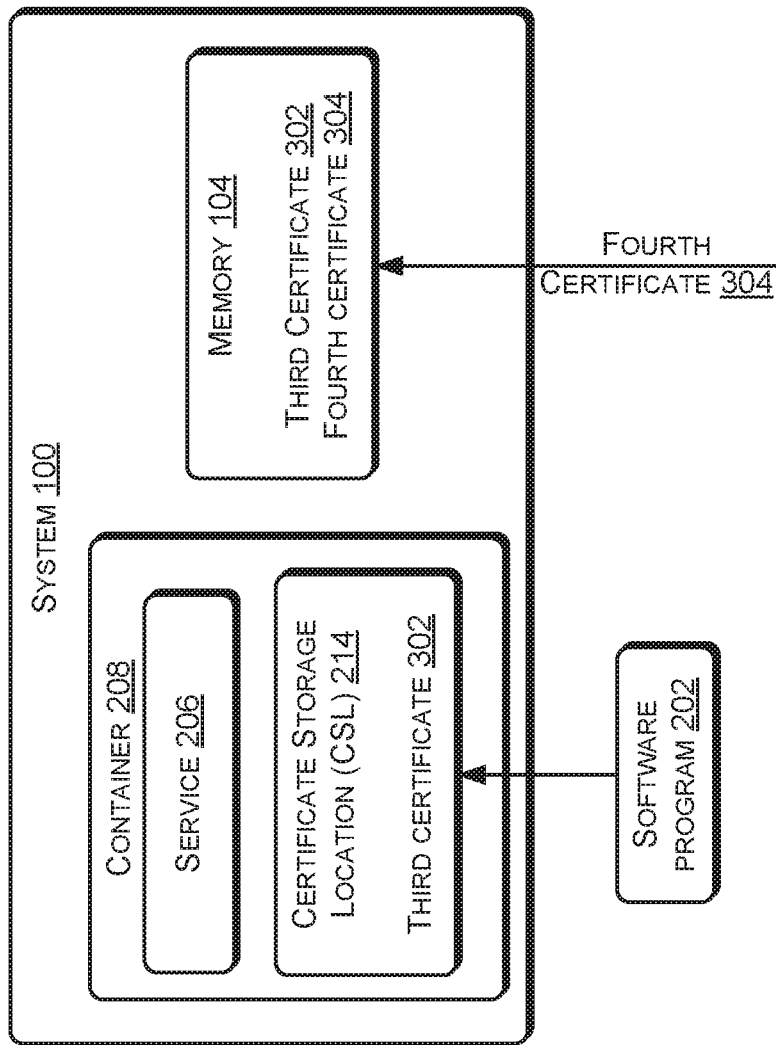 SYSTEM 100
CONTAINER 208
SERVICE 206
CERTIFICATE STORAGE
LOCATION (CSL) 214
THIRD CERTIFICATE 302
MEMORY 104
THIRD CERTIFICATE 302
FOURTH CERTIFICATE 304
SOFTWARE
PROGRAM 202
FOURTH
CERTIFICATE 304